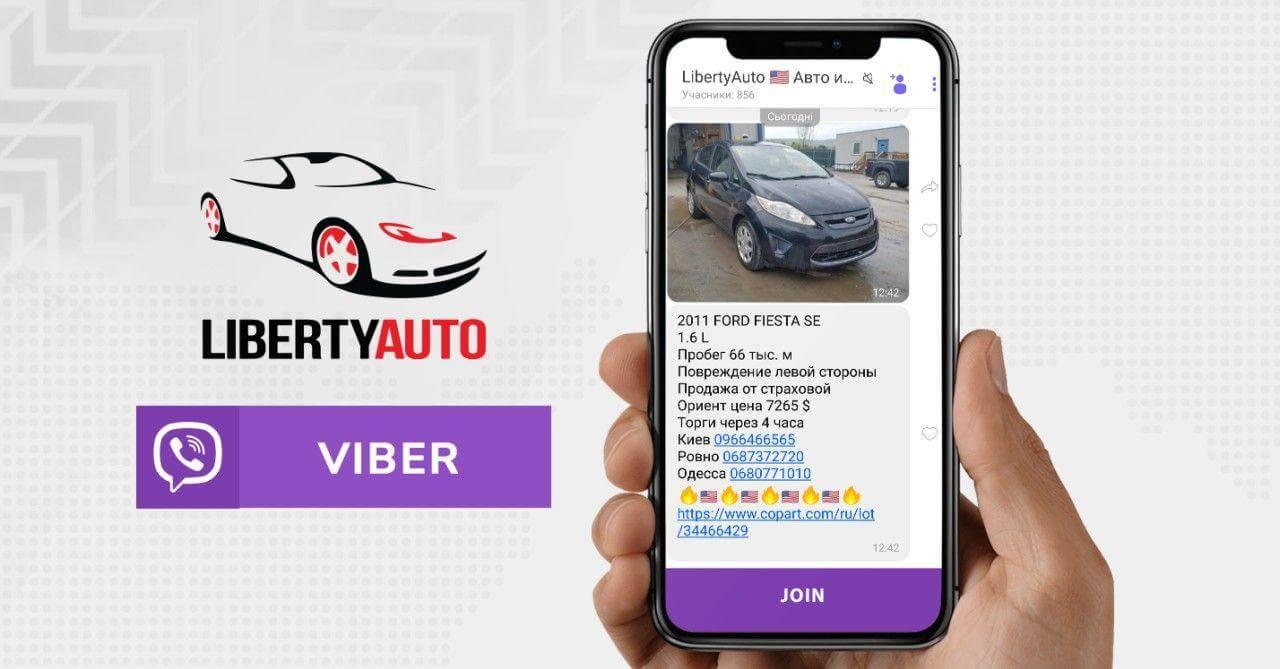 LIBERTYAUTO
VIBER
LibertyAuto 🇺🇸 Авто и...
Учасники: 856
Сьогодні
12:42
2011 FORD FIESTA SE
1.6 L
Пробег 66 тыс. м
Повреждение левой стороны
Продажа от страховой
Ориент цена 7265 $
Торги через 4 часа
Киев 0966466565
Ровно 0687372720
Одесса 0680771010
🔥🇺🇸🔥🇺🇸🔥🇺🇸🔥🇺🇸🔥
https://www.copart.com/ru/lot
/34466429
12:42
JOIN